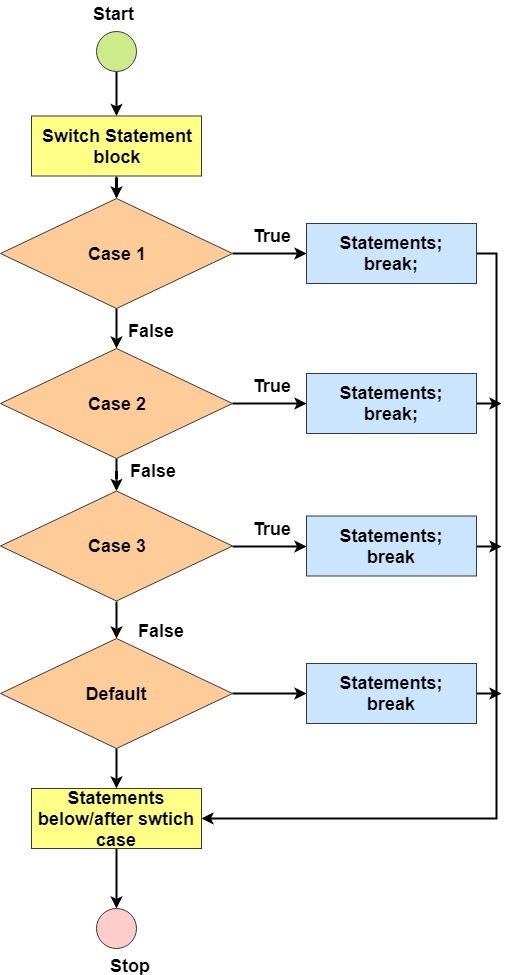 Start
Switch Statement
block
Case 1
True
Statements;
break;
False
Case 2
True
Statements;
break;
False
Case 3
True
Statements;
break
False
Default
Statements;
break
Statements
below/after swtich
case
Stop